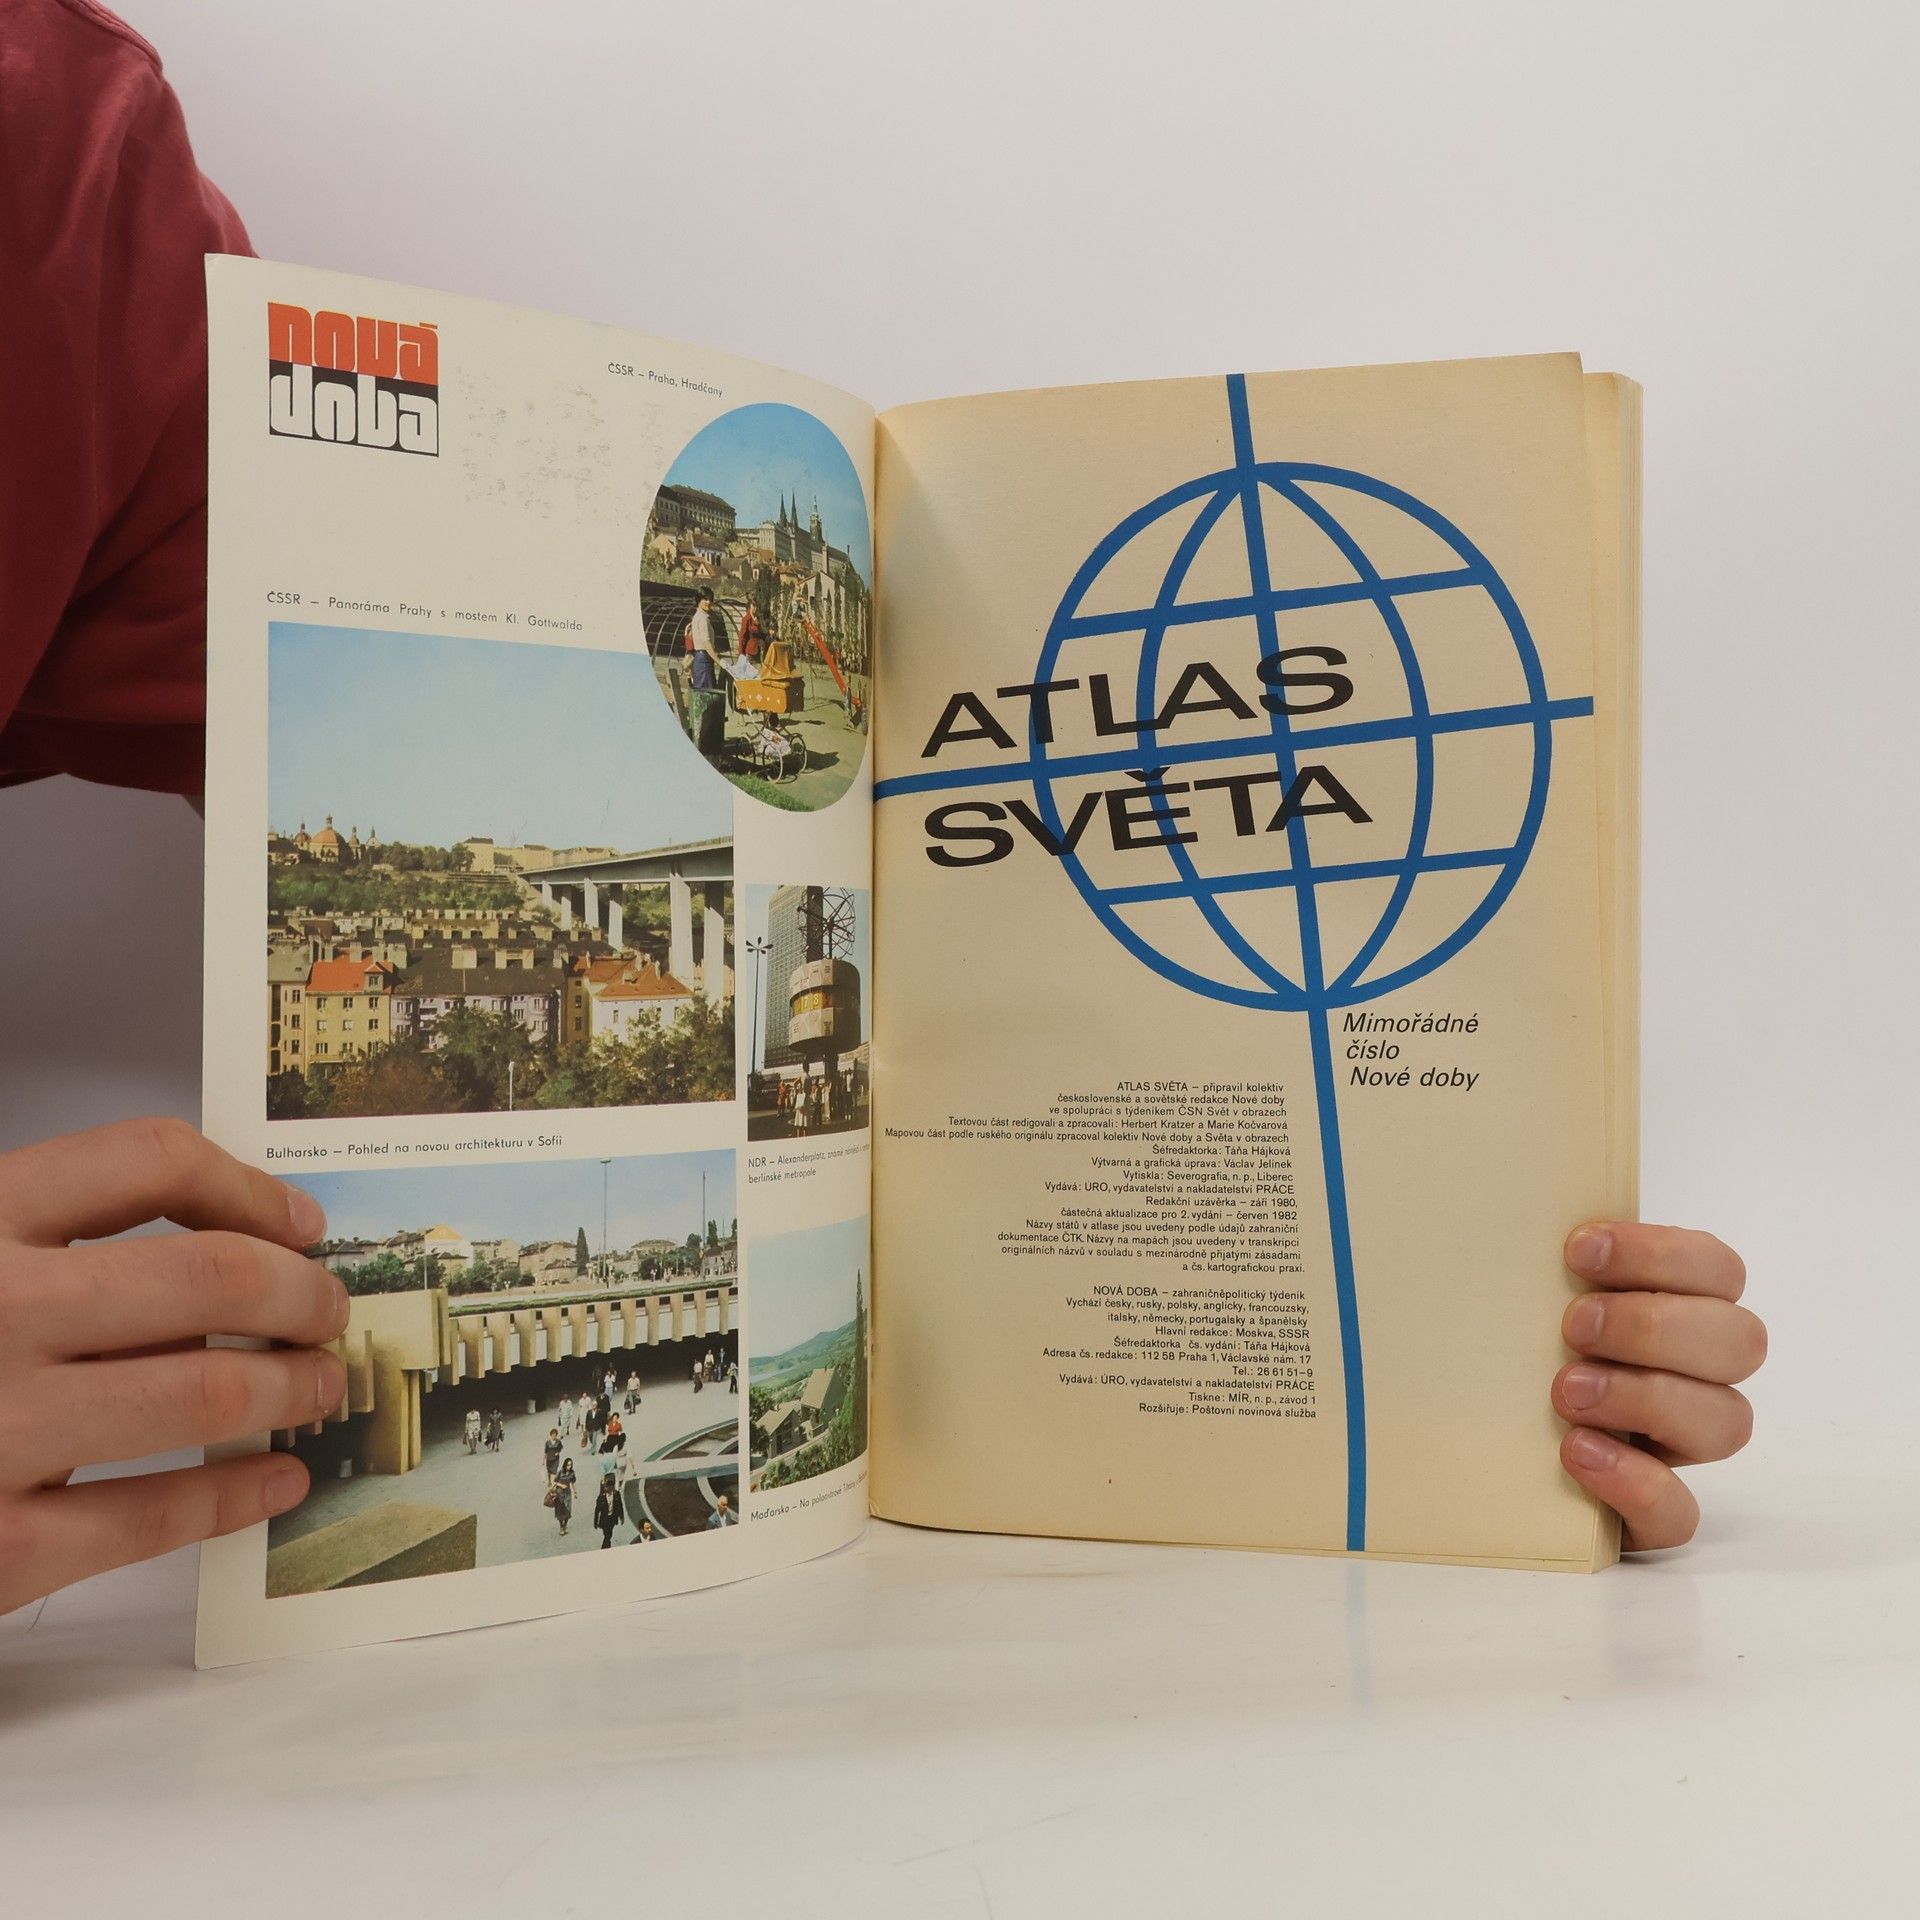 nová
doba
ČSSR – Praha, Hradčany
ČSSR – Panoráma Prahy s mostem Kl. Gottwalda
Bulharsko – Pohled na novou architekturu v Sofii
NDR – Alexanderplatz, známé náměstí v
berlínské metropole
Maďarsko – Na poloostrově Tihany
ATLAS
SVĚTA
Mimořádné
číslo
Nové doby
ATLAS SVĚTA – připravil kolektiv
československé a sovětské redakce Nové doby
ve spolupráci s týdeníkem ČSN Svět v obrazech
Textovou část redigovali a zpracovali: Herbert Kratzer a Marie Kočvarová
Mapovou část podle ruského originálu zpracoval kolektiv Nové doby a Světa v obrazech
Šéfredaktorka: Táňa Hájková
Výtvarná a grafická úprava: Václav Jelínek
Vytiskla: Severografia, n. p., Liberec
Vydává: ÚRO, vydavatelství a nakladatelství PRÁCE
Redakční uzávěrka – září 1980,
částečná aktualizace pro 2. vydání – červen 1982
Názvy států v atlase jsou uvedeny podle údajů zahraniční
dokumentace ČTK. Názvy na mapách jsou uvedeny v transkripci
originálních názvů v souladu s mezinárodně přijatými zásadami
a čs. kartografickou praxí.
NOVÁ DOBA – zahraničněpolitický týdeník
Vychází česky, rusky, polsky, anglicky, francouzsky,
italsky, německy, portugalsky a španělsky
Hlavní redakce: Moskva, SSSR
Šéfredaktorka čs. vydání: Táňa Hájková
Adresa čs. redakce: 112 58 Praha 1, Václavské nám. 17
Tel.: 26 61 51–9
Vydává: ÚRO, vydavatelství a nakladatelství PRÁCE
Tiskne: MÍR, n. p., závod 1
Rozšiřuje: Poštovní novinová služba